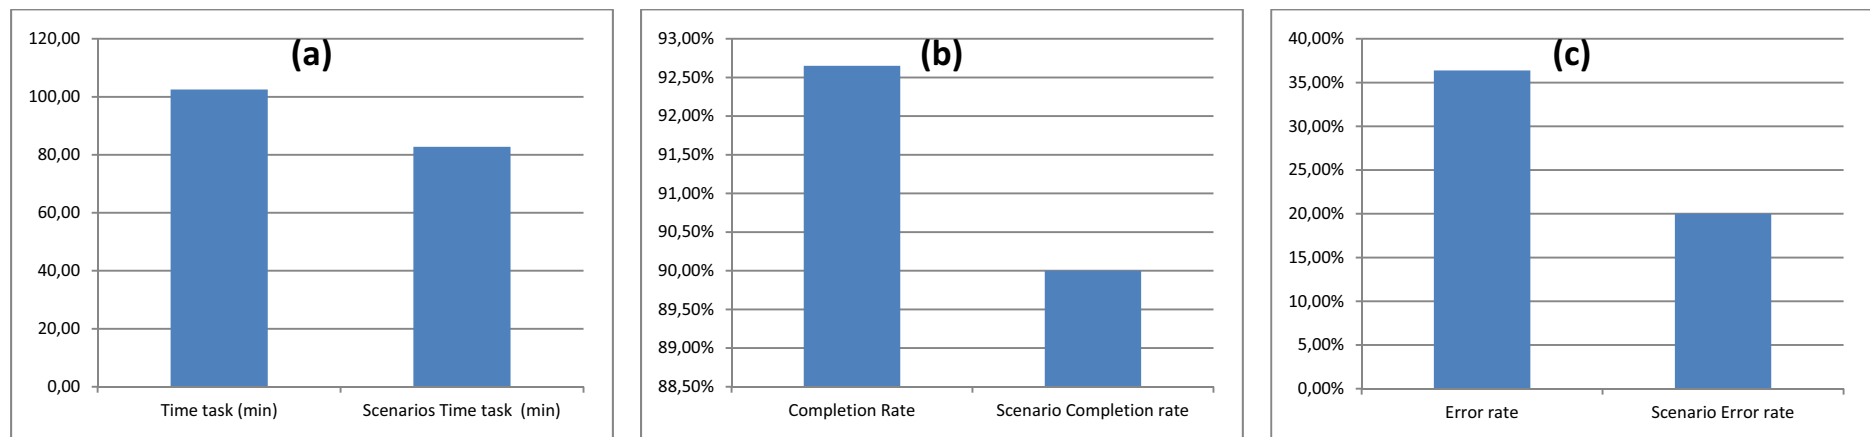 (a)
120,00
100,00
80,00
60,00
40,00
20,00
0,00
Time task (min)
Scenarios Time task (min)
(b)
93,00%
92,50%
92,00%
91,50%
91,00%
90,50%
90,00%
89,50%
89,00%
88,50%
Completion Rate
Scenario Completion rate
(c)
40,00%
35,00%
30,00%
25,00%
20,00%
15,00%
10,00%
5,00%
0,00%
Error rate
Scenario Error rate